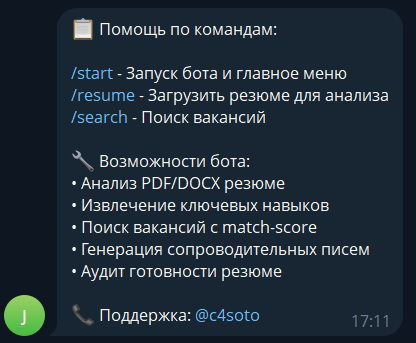 📋 Помощь по командам:
/start - Запуск бота и главное меню
/resume - Загрузить резюме для анализа
/search - Поиск вакансий
🔧 Возможности бота:
• Анализ PDF/DOCX резюме
• Извлечение ключевых навыков
• Поиск вакансий с match-score
• Генерация сопроводительных писем
• Аудит готовности резюме
📞 Поддержка: @c4soto
J
17:11